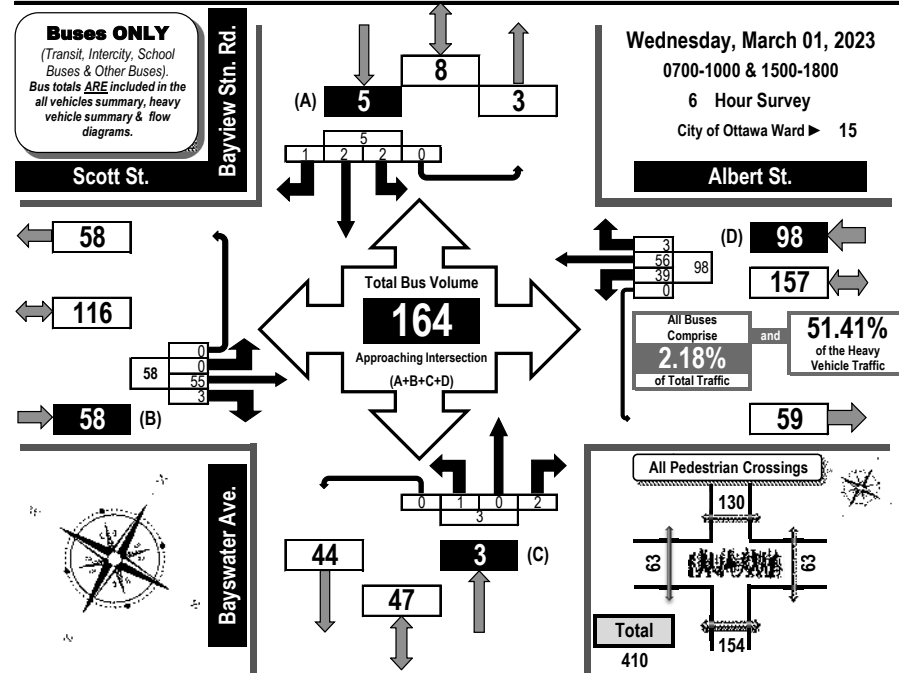 Buses ONLY
(Transit, Intercity, School
Buses & Other Buses).
Bus totals ARE included in the
all vehicles summary, heavy
vehicle summary & flow
diagrams.
Bayview Stn. Rd.
Scott St.
8
(A) 5
3
5
1 2 2 0
Wednesday, March 01, 2023
0700-1000 & 1500-1800
6 Hour Survey
City of Ottawa Ward ► 15
Albert St.
58
116
0
0
58
55
3
58 (B)
Total Bus Volume
164
Approaching Intersection
(A+B+C+D)
3
56
98
39
0
(D) 98
157
All Buses
Comprise
2.18%
of Total Traffic
and
51.41%
of the Heavy
Vehicle Traffic
59
Bayswater Ave.
0 1 0 2
3
44
3 (C)
47
All Pedestrian Crossings
130
63
63
154
Total
410